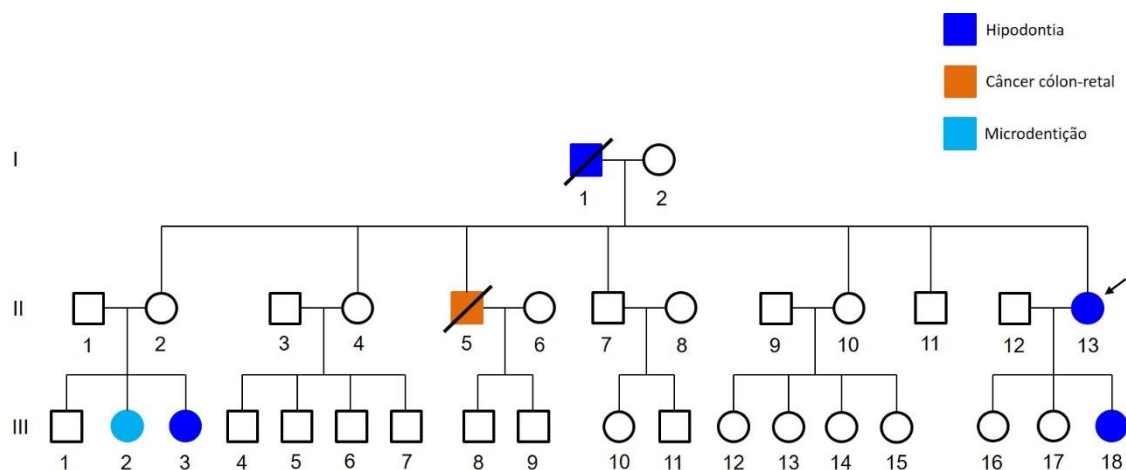 Hipodontia
Câncer cólon-retal
Microdentição
I
1 2
II
1 2 3 4 5 6 7 8 9 10 11 12 13
III
1 2 3 4 5 6 7 8 9 10 11 12 13 14 15 16 17 18